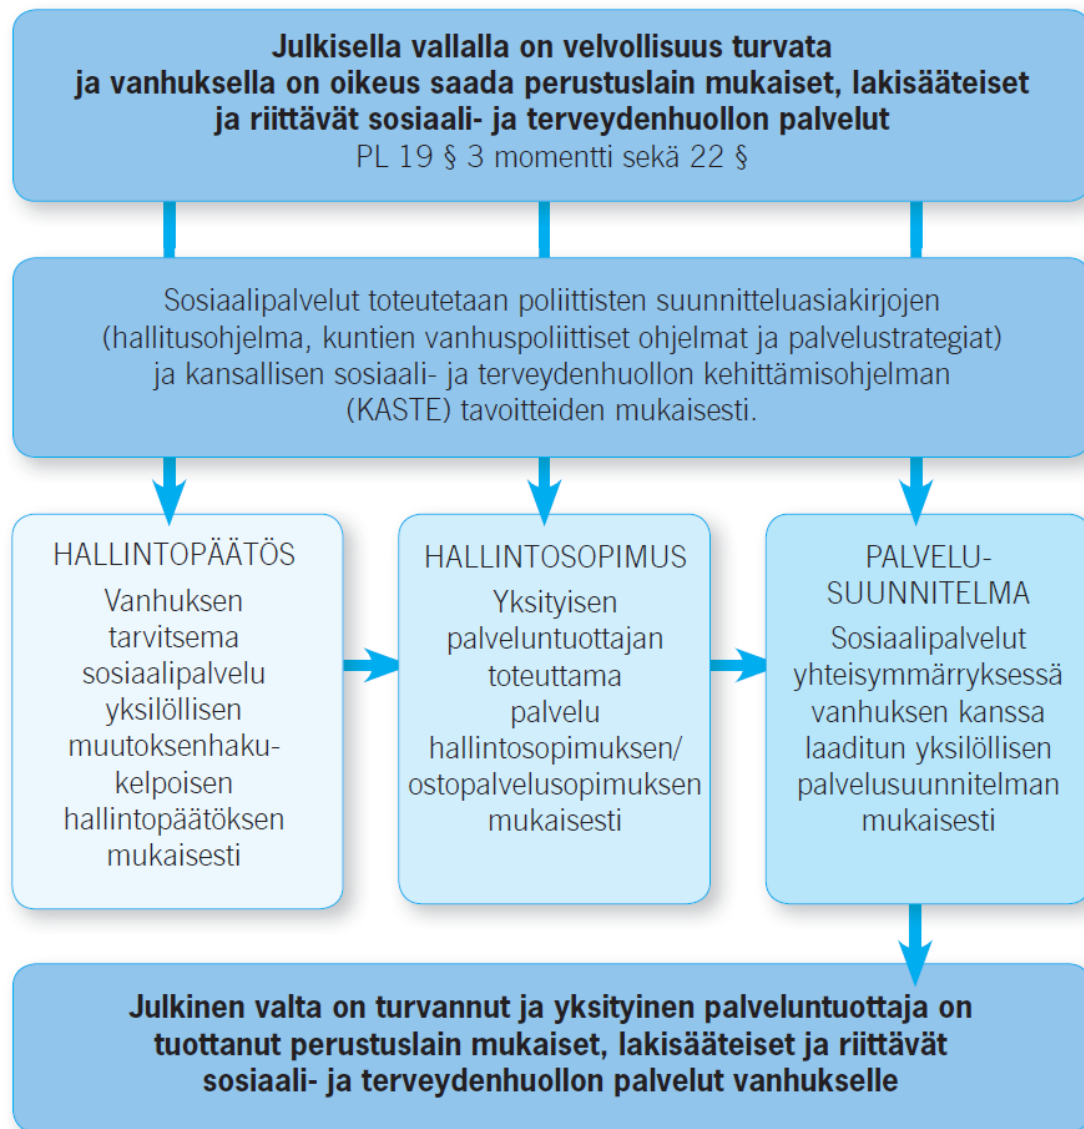 Julkisella vallalla on velvollisuus turvata
ja vanhuksella on oikeus saada perustuslain mukaiset, lakisääteiset
ja riittävät sosiaali- ja terveydenhuollon palvelut
PL 19 § 3 momentti sekä 22 §
Sosiaalipalvelut toteutetaan poliittisten suunnitteluasiakirjojen
(hallitusohjelma, kuntien vanhuspoliittiset ohjelmat ja palvelustrategiat)
ja kansallisen sosiaali- ja terveydenhuollon kehittämisohjelman
(KASTE) tavoitteiden mukaisesti.
HALLINTOPÄÄTÖS
Vanhuksen
tarvitsema
sosiaalipalvelu
yksilöllisen
muutoksenhaku-
kelpoisen
hallintopäätöksen
mukaisesti
HALLINTOSOPIMUS
Yksityisen
palveluntuottajan
toteuttama
palvelu
hallintosopimuksen/
ostopalvelusopimuksen
mukaisesti
PALVELU-
SUUNNITELMA
Sosiaalipalvelut
yhteisymmärryksessä
vanhuksen kanssa
laaditun yksilöllisen
palvelusuunnitelman
mukaisesti
Julkinen valta on turvannut ja yksityinen palveluntuottaja on
tuottanut perustuslain mukaiset, lakisääteiset ja riittävät
sosiaali- ja terveydenhuollon palvelut vanhukselle